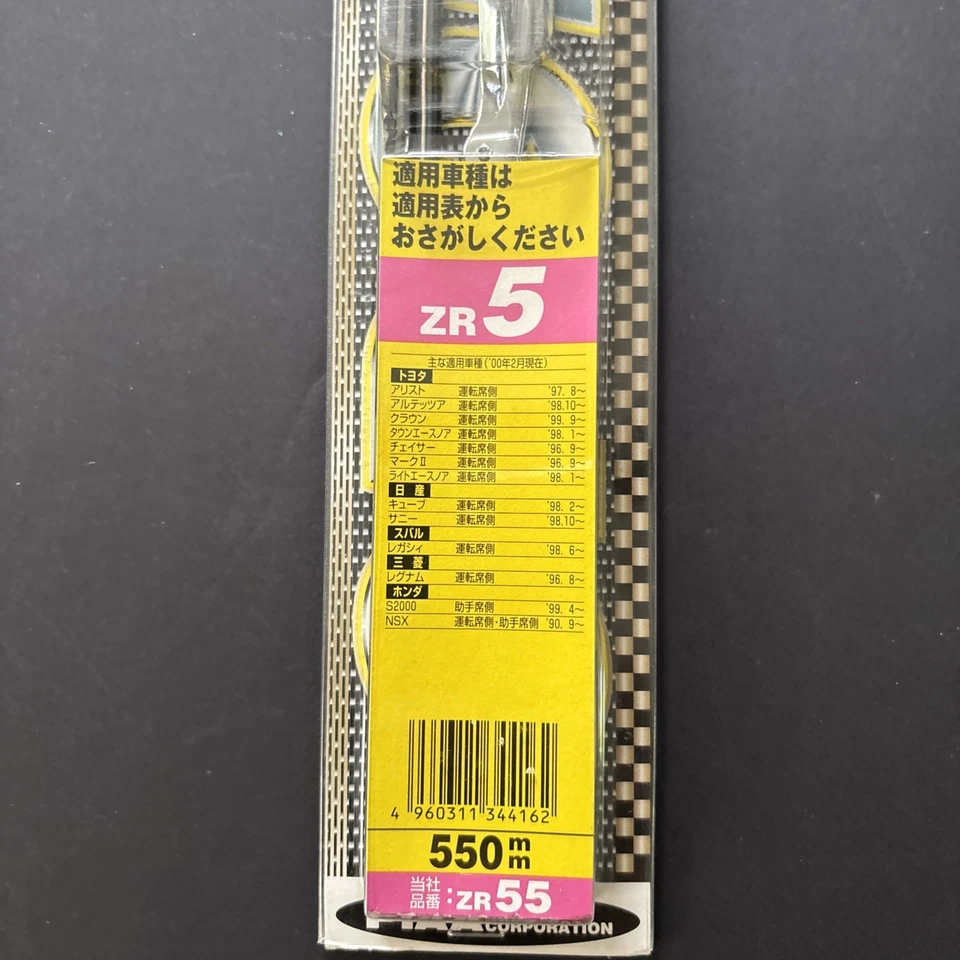 適用車種は
適用表から
おさがしください
ZR5
主な適用車種('00年2月現在)
トヨタ
アリスト 運転席側 '97. 8〜
アルテッツア 運転席側 '98.10〜
クラウン 運転席側 '99. 9〜
タウンエースノア 運転席側 '98. 1〜
チェイサー 運転席側 '96. 9〜
マークⅡ 運転席側 '96. 9〜
ライトエースノア 運転席側 '98. 1〜
日産
キューブ 運転席側 '98. 2〜
サニー 運転席側 '98.10〜
スバル
レガシィ 運転席側 '98. 6〜
三菱
レグナム 運転席側 '96. 8〜
ホンダ
S2000 助手席側 '99. 4〜
NSX 運転席側・助手席側 '90. 9〜
4 960311 344162
550mm
当社
品番:ZR55
CORPORATION